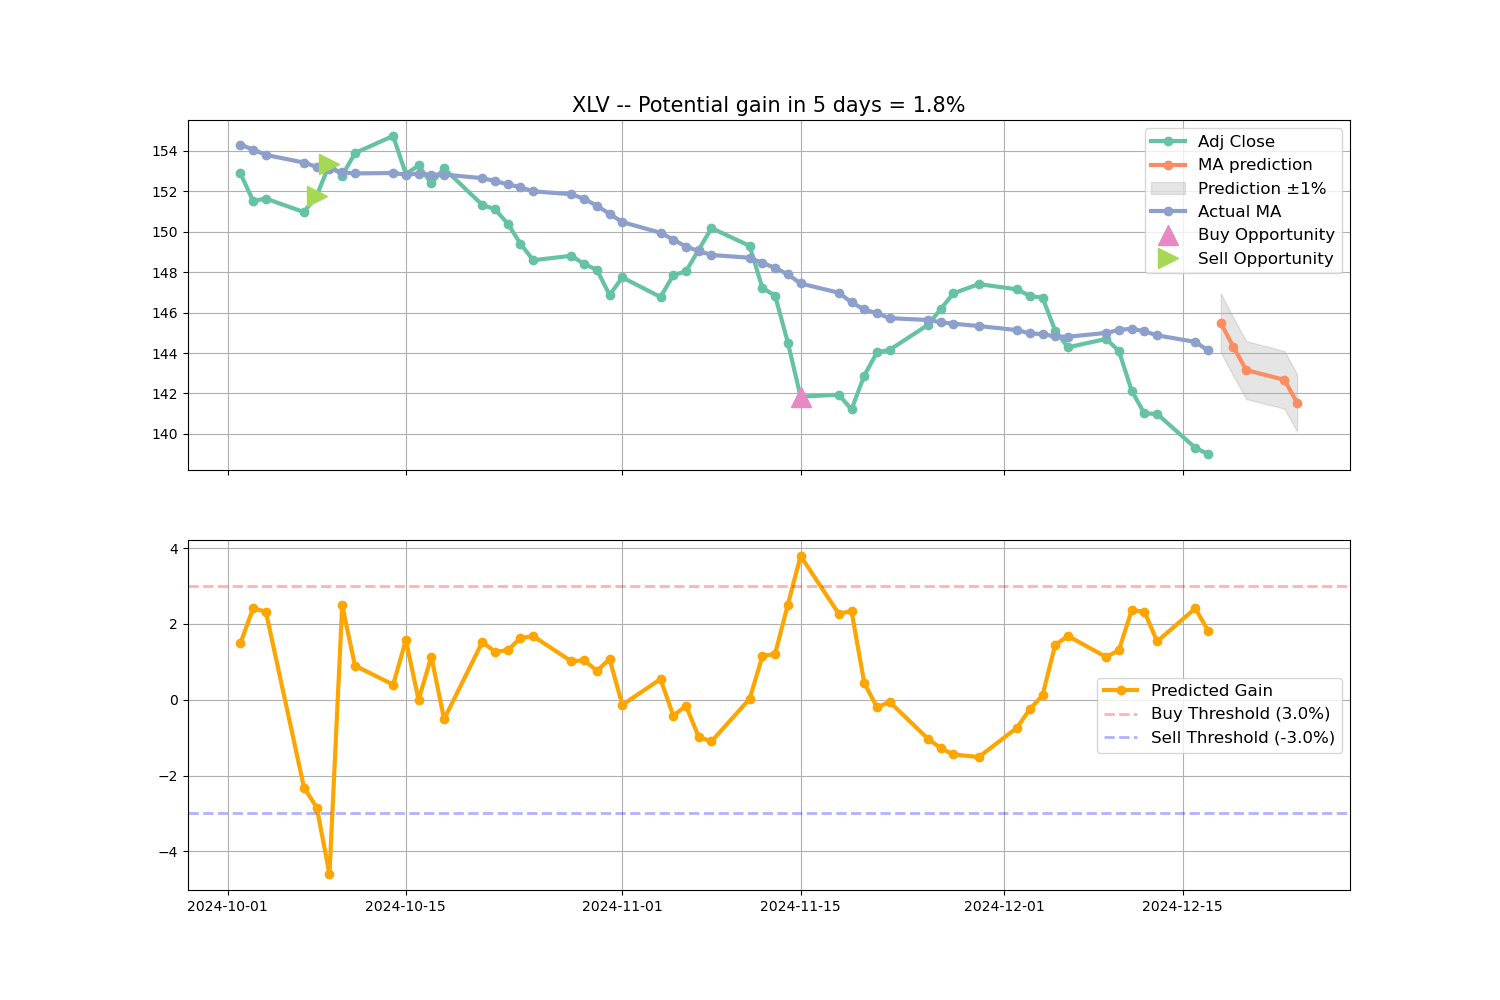 XLV -- Potential gain in 5 days = 1.8%
154
152
150
148
146
144
142
140
Adj Close
MA prediction
Prediction ±1%
Actual MA
Buy Opportunity
Sell Opportunity
4
2
0
−2
−4
Predicted Gain
Buy Threshold (3.0%)
Sell Threshold (-3.0%)
2024-10-01 2024-10-15 2024-11-01 2024-11-15 2024-12-01 2024-12-15